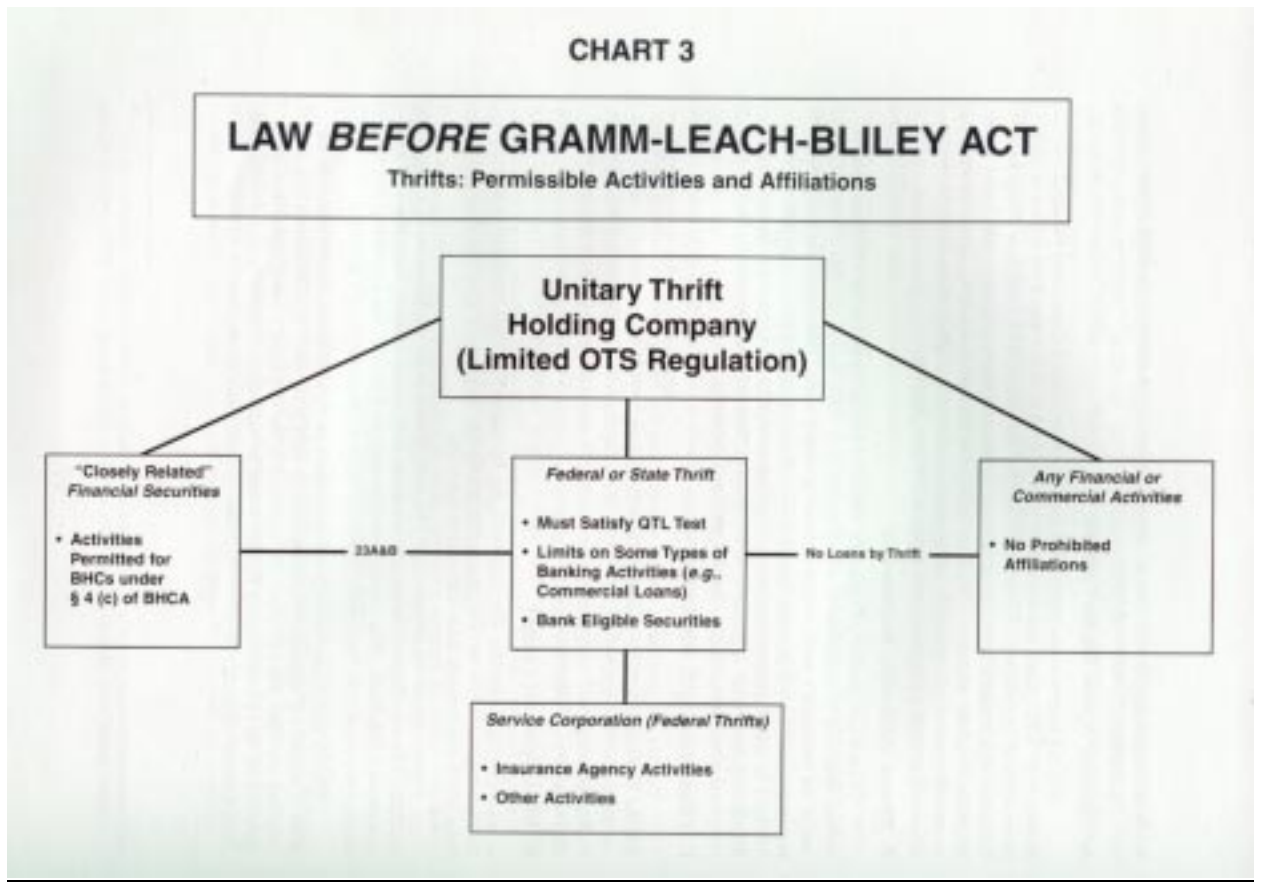 CHART 3
LAW BEFORE GRAMM-LEACH-BLILEY ACT
Thrifts: Permissible Activities and Affiliations
Unitary Thrift
Holding Company
(Limited OTS Regulation)
"Closely Related"
Financial Securities
• Activities
Permitted for
BHCs under
§ 4 (c) of BHCA
23A&B
Federal or State Thrift
• Must Satisfy QTL Test
• Limits on Some Types of
Banking Activities (e.g.,
Commercial Loans)
• Bank Eligible Securities
No Loans by Thrift
Any Financial or
Commercial Activities
• No Prohibited
Affiliations
Service Corporation (Federal Thrifts)
• Insurance Agency Activities
• Other Activities